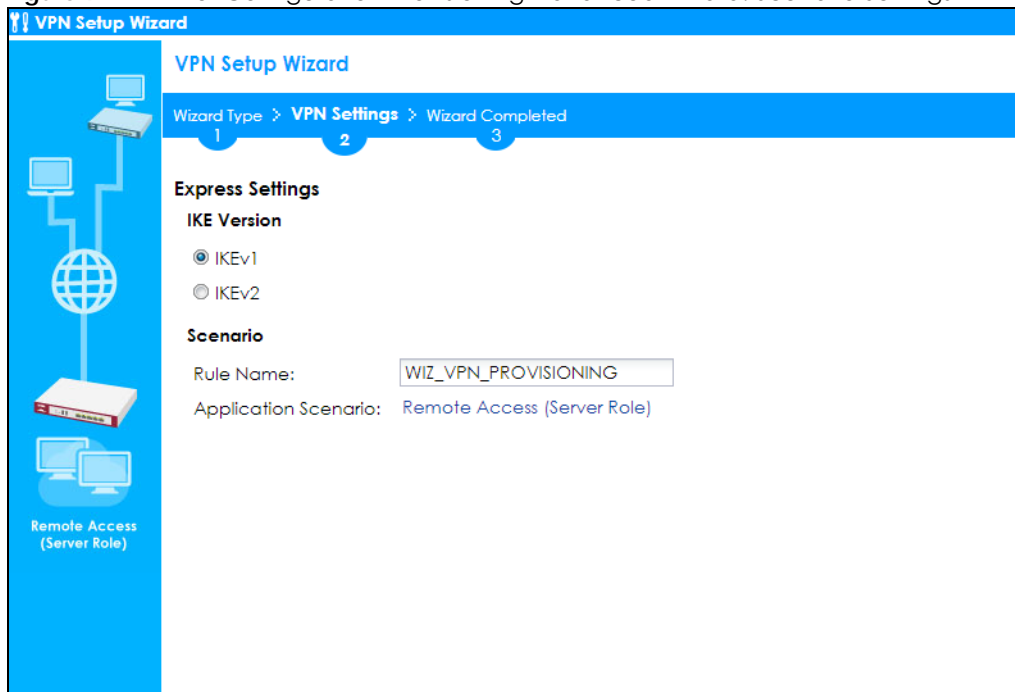 VPN Setup Wizard
VPN Setup Wizard
Wizard Type > VPN Settings > Wizard Completed
1 2 3
Express Settings
IKE Version
IKEv1
IKEv2
Scenario
Rule Name: WIZ_VPN_PROVISIONING
Application Scenario: Remote Access (Server Role)
Remote Access
(Server Role)